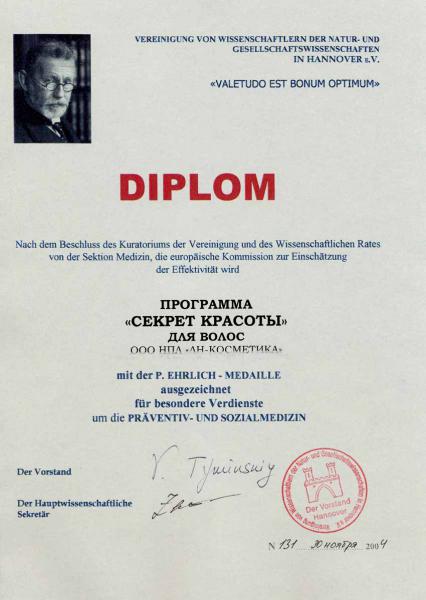 VEREINIGUNG VON WISSENSCHAFTLERN DER NATUR- UND
GESELLSCHAFTSWISSENSCHAFTEN
IN HANNOVER e.V.
«VALETUDO EST BONUM OPTIMUM»
DIPLOM
Nach dem Beschluss des Kuratoriums der Vereinigung und des Wissenschaftlichen Rates
von der Sektion Medizin, die europäische Kommission zur Einschätzung
der Effektivität wird
ПРОГРАММА
«СЕКРЕТ КРАСОТЫ»
ДЛЯ ВОЛОС
ООО НПЛ «ДН-КОСМЕТИКА»
mit der P. EHRLICH - MEDAILLE
ausgezeichnet
für besondere Verdienste
um die PRÄVENTIV- UND SOZIALMEDIZIN
Der Vorstand
V. Tyminskiy
Der Hauptwissenschaftliche
Sekretär
Der Vorstand
Hannover
N 131 30 ноября 2004